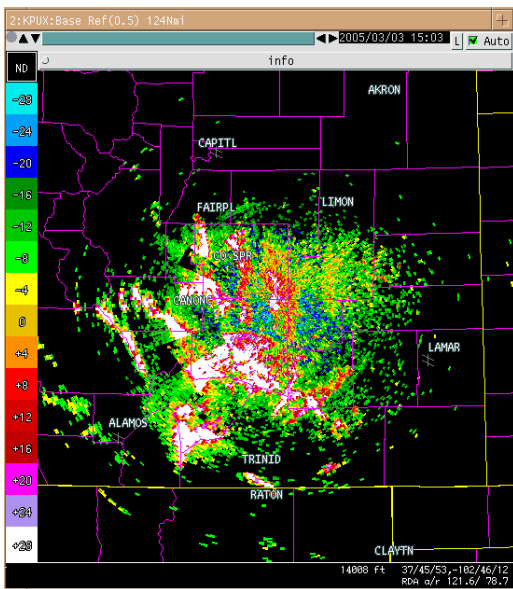 2:KPUX:Base Ref(0.5) 124Nmi
2005/03/03 15:03 L Auto
ND info
-28
-24
-20
-16
-12
-8
-4
0
+4
+8
+12
+16
+20
+24
+28
AKRON
CAPITL
FAIRPL LIMON
CO SPR
CANONC
LAMAR
ALAMOS
TRINID
RATON
CLAYTN
14008 ft 37/45/53,-102/46/12
RDA a/r 121.6/ 78.7